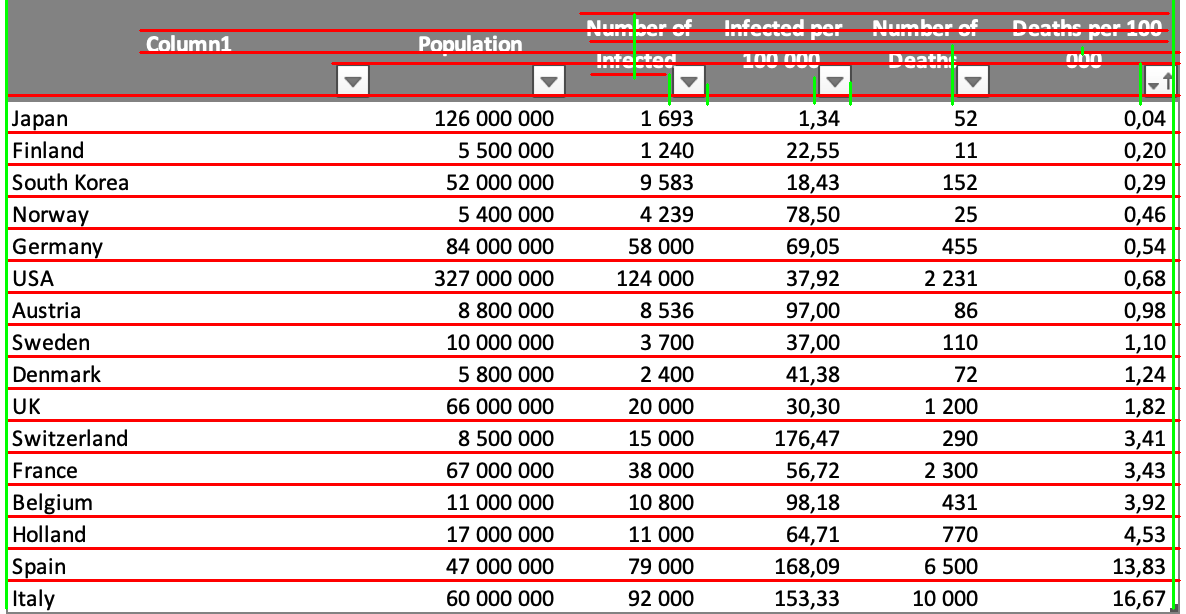 Column1 Population Number of Infected Infected per 100 000 Number of Deaths Deaths per 100 000
Japan 126 000 000 1 693 1,34 52 0,04
Finland 5 500 000 1 240 22,55 11 0,20
South Korea 52 000 000 9 583 18,43 152 0,29
Norway 5 400 000 4 239 78,50 25 0,46
Germany 84 000 000 58 000 69,05 455 0,54
USA 327 000 000 124 000 37,92 2 231 0,68
Austria 8 800 000 8 536 97,00 86 0,98
Sweden 10 000 000 3 700 37,00 110 1,10
Denmark 5 800 000 2 400 41,38 72 1,24
UK 66 000 000 20 000 30,30 1 200 1,82
Switzerland 8 500 000 15 000 176,47 290 3,41
France 67 000 000 38 000 56,72 2 300 3,43
Belgium 11 000 000 10 800 98,18 431 3,92
Holland 17 000 000 11 000 64,71 770 4,53
Spain 47 000 000 79 000 168,09 6 500 13,83
Italy 60 000 000 92 000 153,33 10 000 16,67